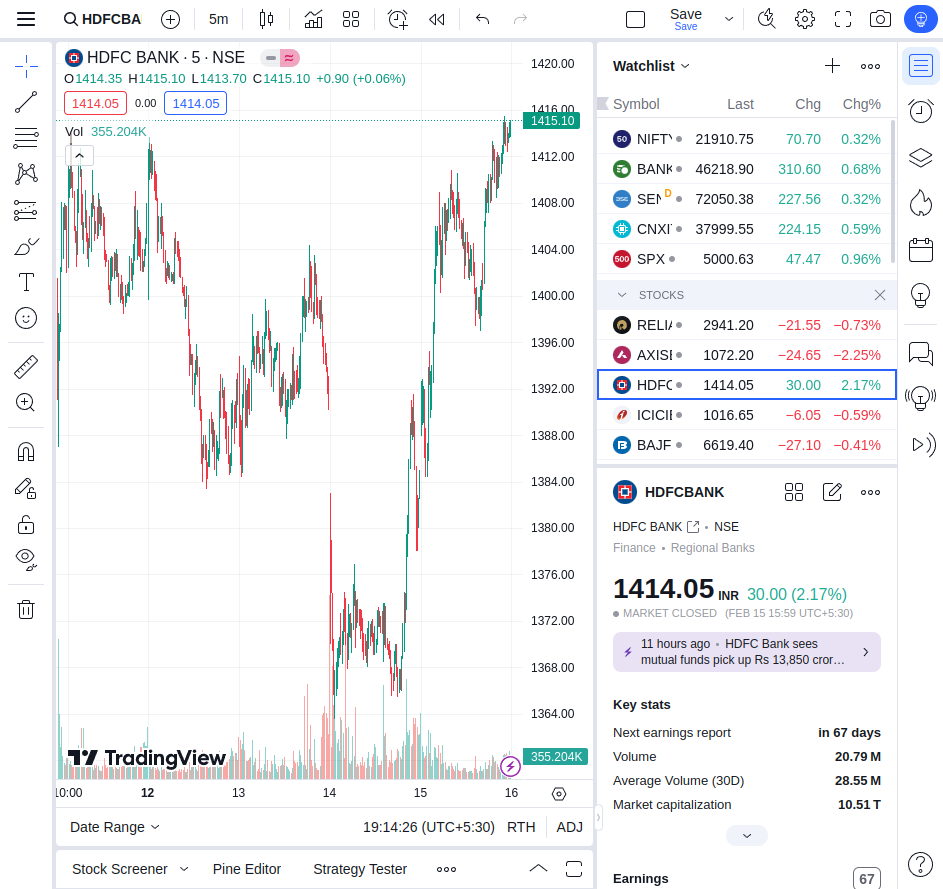 HDFCBA 5m Save
Save
HDFC BANK · 5 · NSE
O1414.35 H1415.10 L1413.70 C1415.10 +0.90 (+0.06%)
1414.05 0.00 1414.05
Vol 355.204K
1420.00
1416.00
1415.10
1412.00
1408.00
1404.00
1400.00
1396.00
1392.00
1388.00
1384.00
1380.00
1376.00
1372.00
1368.00
1364.00
355.204K
TradingView
10:00 12 13 14 15 16
Date Range 19:14:26 (UTC+5:30) RTH ADJ
Stock Screener Pine Editor Strategy Tester
Watchlist
Symbol Last Chg Chg%
50 NIFTY 21910.75 70.70 0.32%
BANK 46218.90 310.60 0.68%
SEN D 72050.38 227.56 0.32%
CNXIT 37999.55 224.15 0.59%
500 SPX 5000.63 47.47 0.96%
STOCKS
RELIA 2941.20 −21.55 −0.73%
AXISE 1072.20 −24.65 −2.25%
HDFC 1414.05 30.00 2.17%
ICICIE 1016.65 −6.05 −0.59%
BAJF 6619.40 −27.10 −0.41%
HDFCBANK
HDFC BANK • NSE
Finance • Regional Banks
1414.05 INR 30.00 (2.17%)
MARKET CLOSED (FEB 15 15:59 UTC+5:30)
11 hours ago • HDFC Bank sees
mutual funds pick up Rs 13,850 cror…
Key stats
Next earnings report in 67 days
Volume 20.79 M
Average Volume (30D) 28.55 M
Market capitalization 10.51 T
Earnings 67